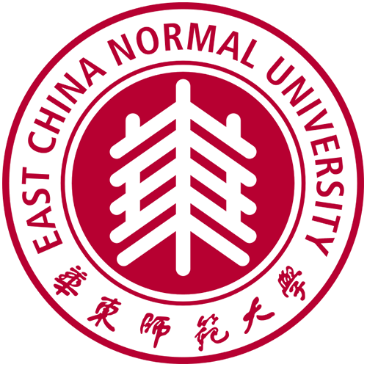 EAST CHINA NORMAL UNIVERSITY
華東師範大學